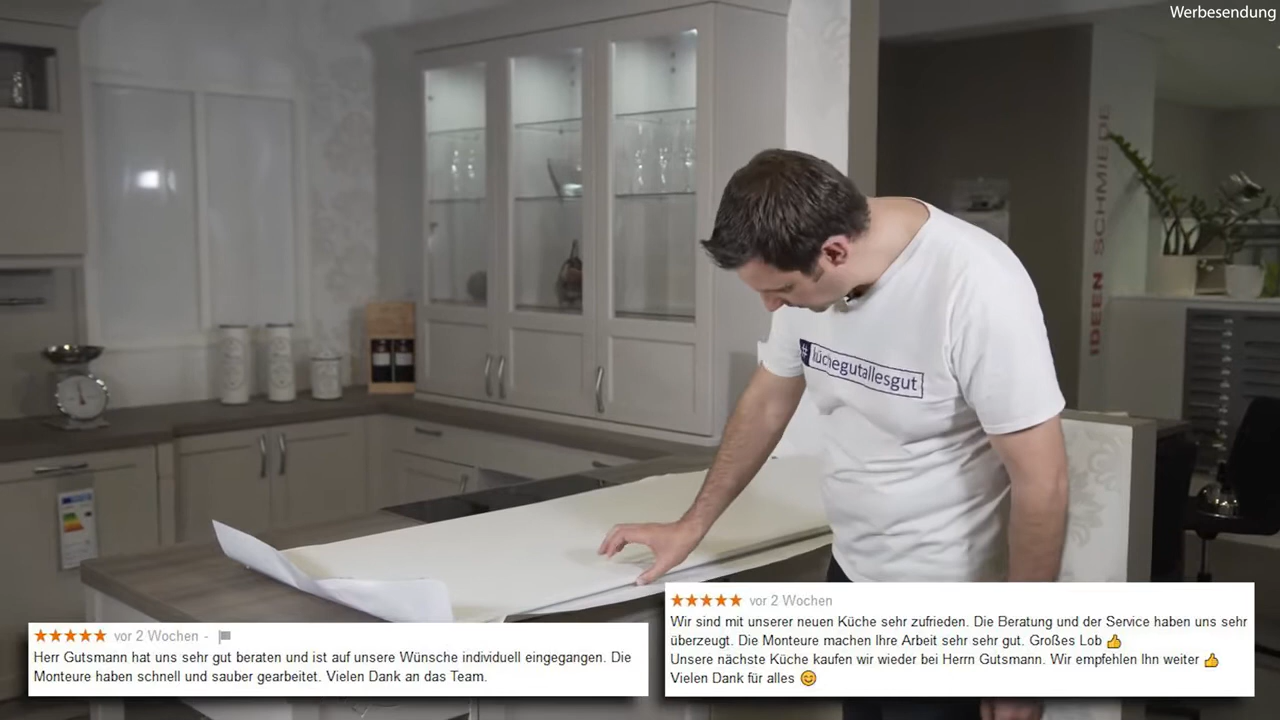 Werbesendung
IDEEN SCHMIEDE
#küchegutallesgut
vor 2 Wochen -
Herr Gutsmann hat uns sehr gut beraten und ist auf unsere Wünsche individuell eingegangen. Die
Monteure haben schnell und sauber gearbeitet. Vielen Dank an das Team.
vor 2 Wochen
Wir sind mit unserer neuen Küche sehr zufrieden. Die Beratung und der Service haben uns sehr
überzeugt. Die Monteure machen Ihre Arbeit sehr sehr gut. Großes Lob 👍
Unsere nächste Küche kaufen wir wieder bei Herrn Gutsmann. Wir empfehlen Ihn weiter 👍
Vielen Dank für alles 😊